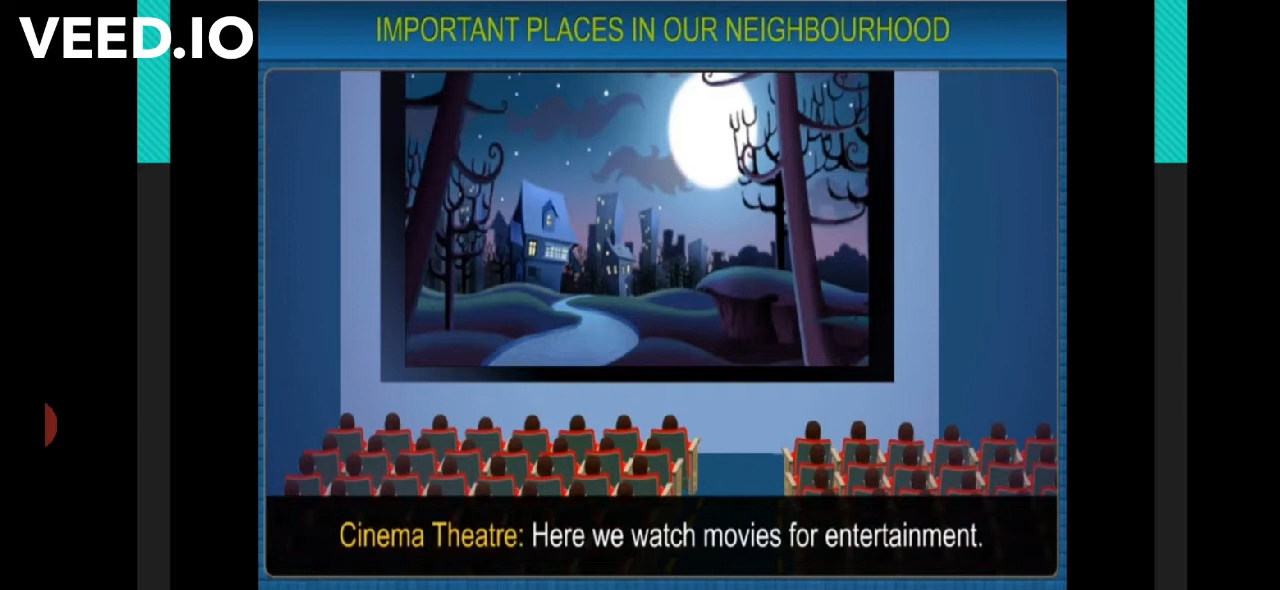 VEED.IO
IMPORTANT PLACES IN OUR NEIGHBOURHOOD
Cinema Theatre: Here we watch movies for entertainment.